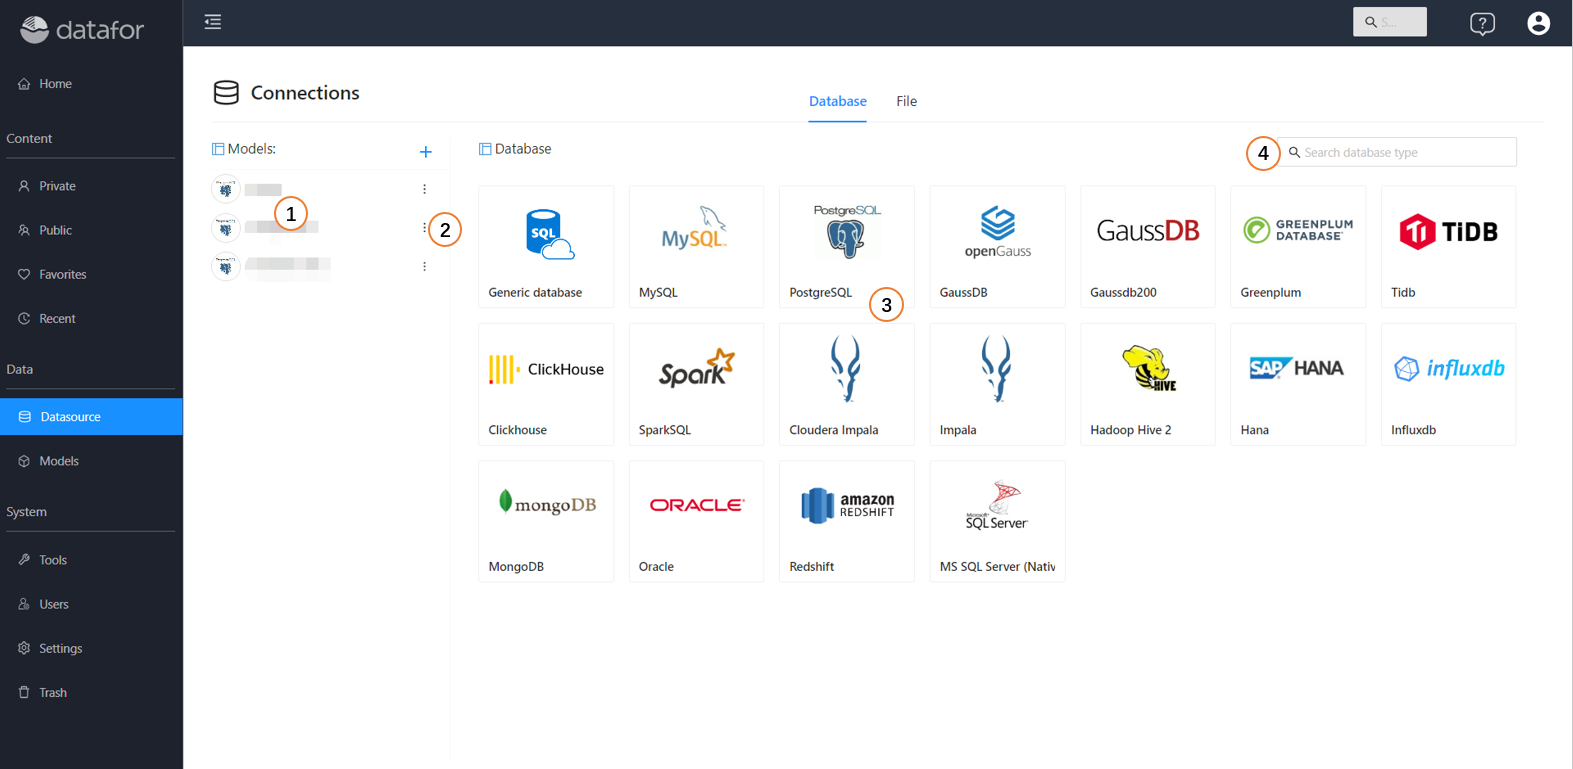 datafor
S...
?
Home
Content
Private
Public
Favorites
Recent
Data
Datasource
Models
System
Tools
Users
Settings
Trash
Connections
Database
File
Models:
1
2
Database
4
Search database type
SQL
Generic database
MySQL
MySQL
PostgreSQL
PostgreSQL
3
openGauss
GaussDB
GaussDB
Gaussdb200
GREENPLUM
DATABASE
Greenplum
TiDB
Tidb
ClickHouse
Clickhouse
Spark
SparkSQL
Cloudera Impala
Impala
HIVE
Hadoop Hive 2
SAP HANA
Hana
influxdb
Influxdb
mongoDB
MongoDB
ORACLE
Oracle
amazon
REDSHIFT
Redshift
Microsoft
SQL Server
MS SQL Server (Nativ